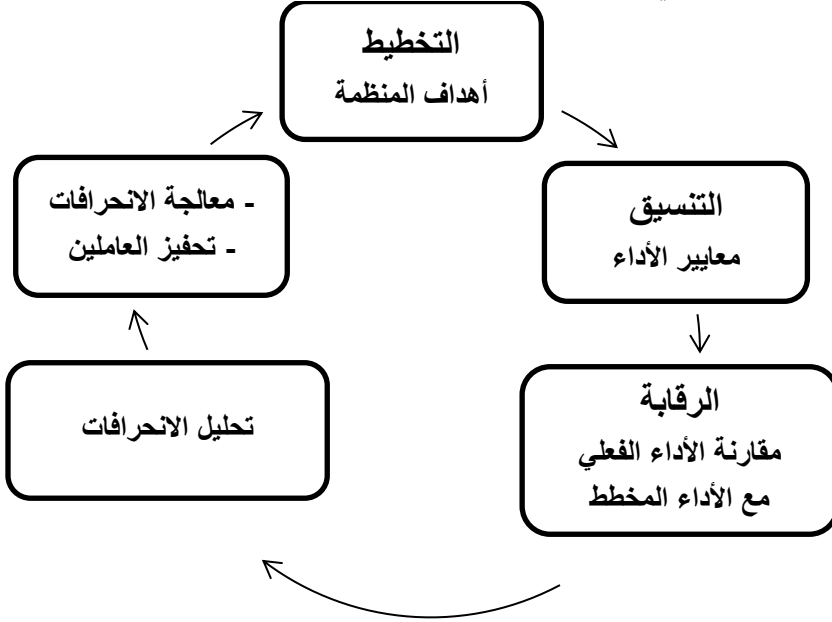 التخطيط
أهداف المنظمة
التنسيق
معايير الأداء
الرقابة
مقارنة الأداء الفعلي
مع الأداء المخطط
تحليل الانحرافات
- معالجة الانحرافات
- تحفيز العاملين